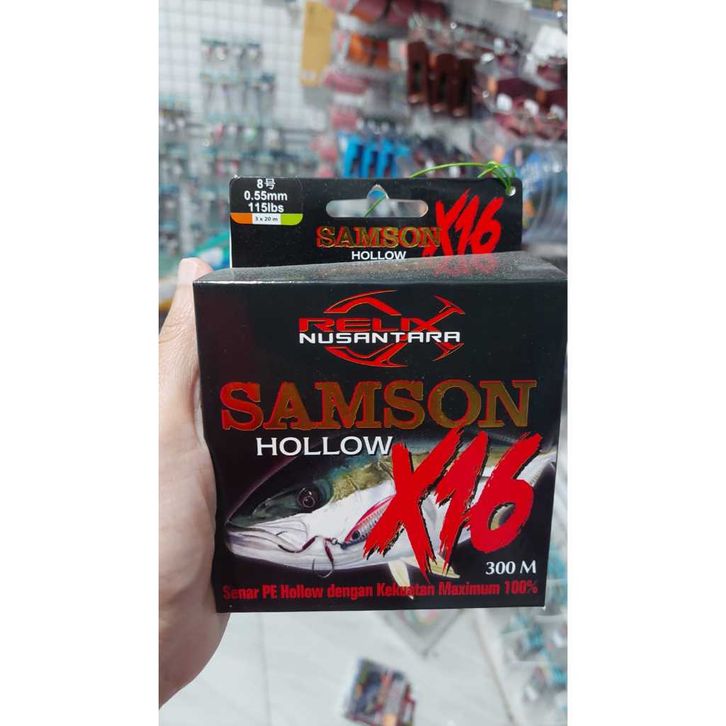 8号
0.55mm
115lbs
3 x 20 m
SAMSON X16
HOLLOW
RELIX
NUSANTARA
SAMSON
HOLLOW
X16
300 M
Senar PE Hollow dengan Kekuatan Maximum 100%